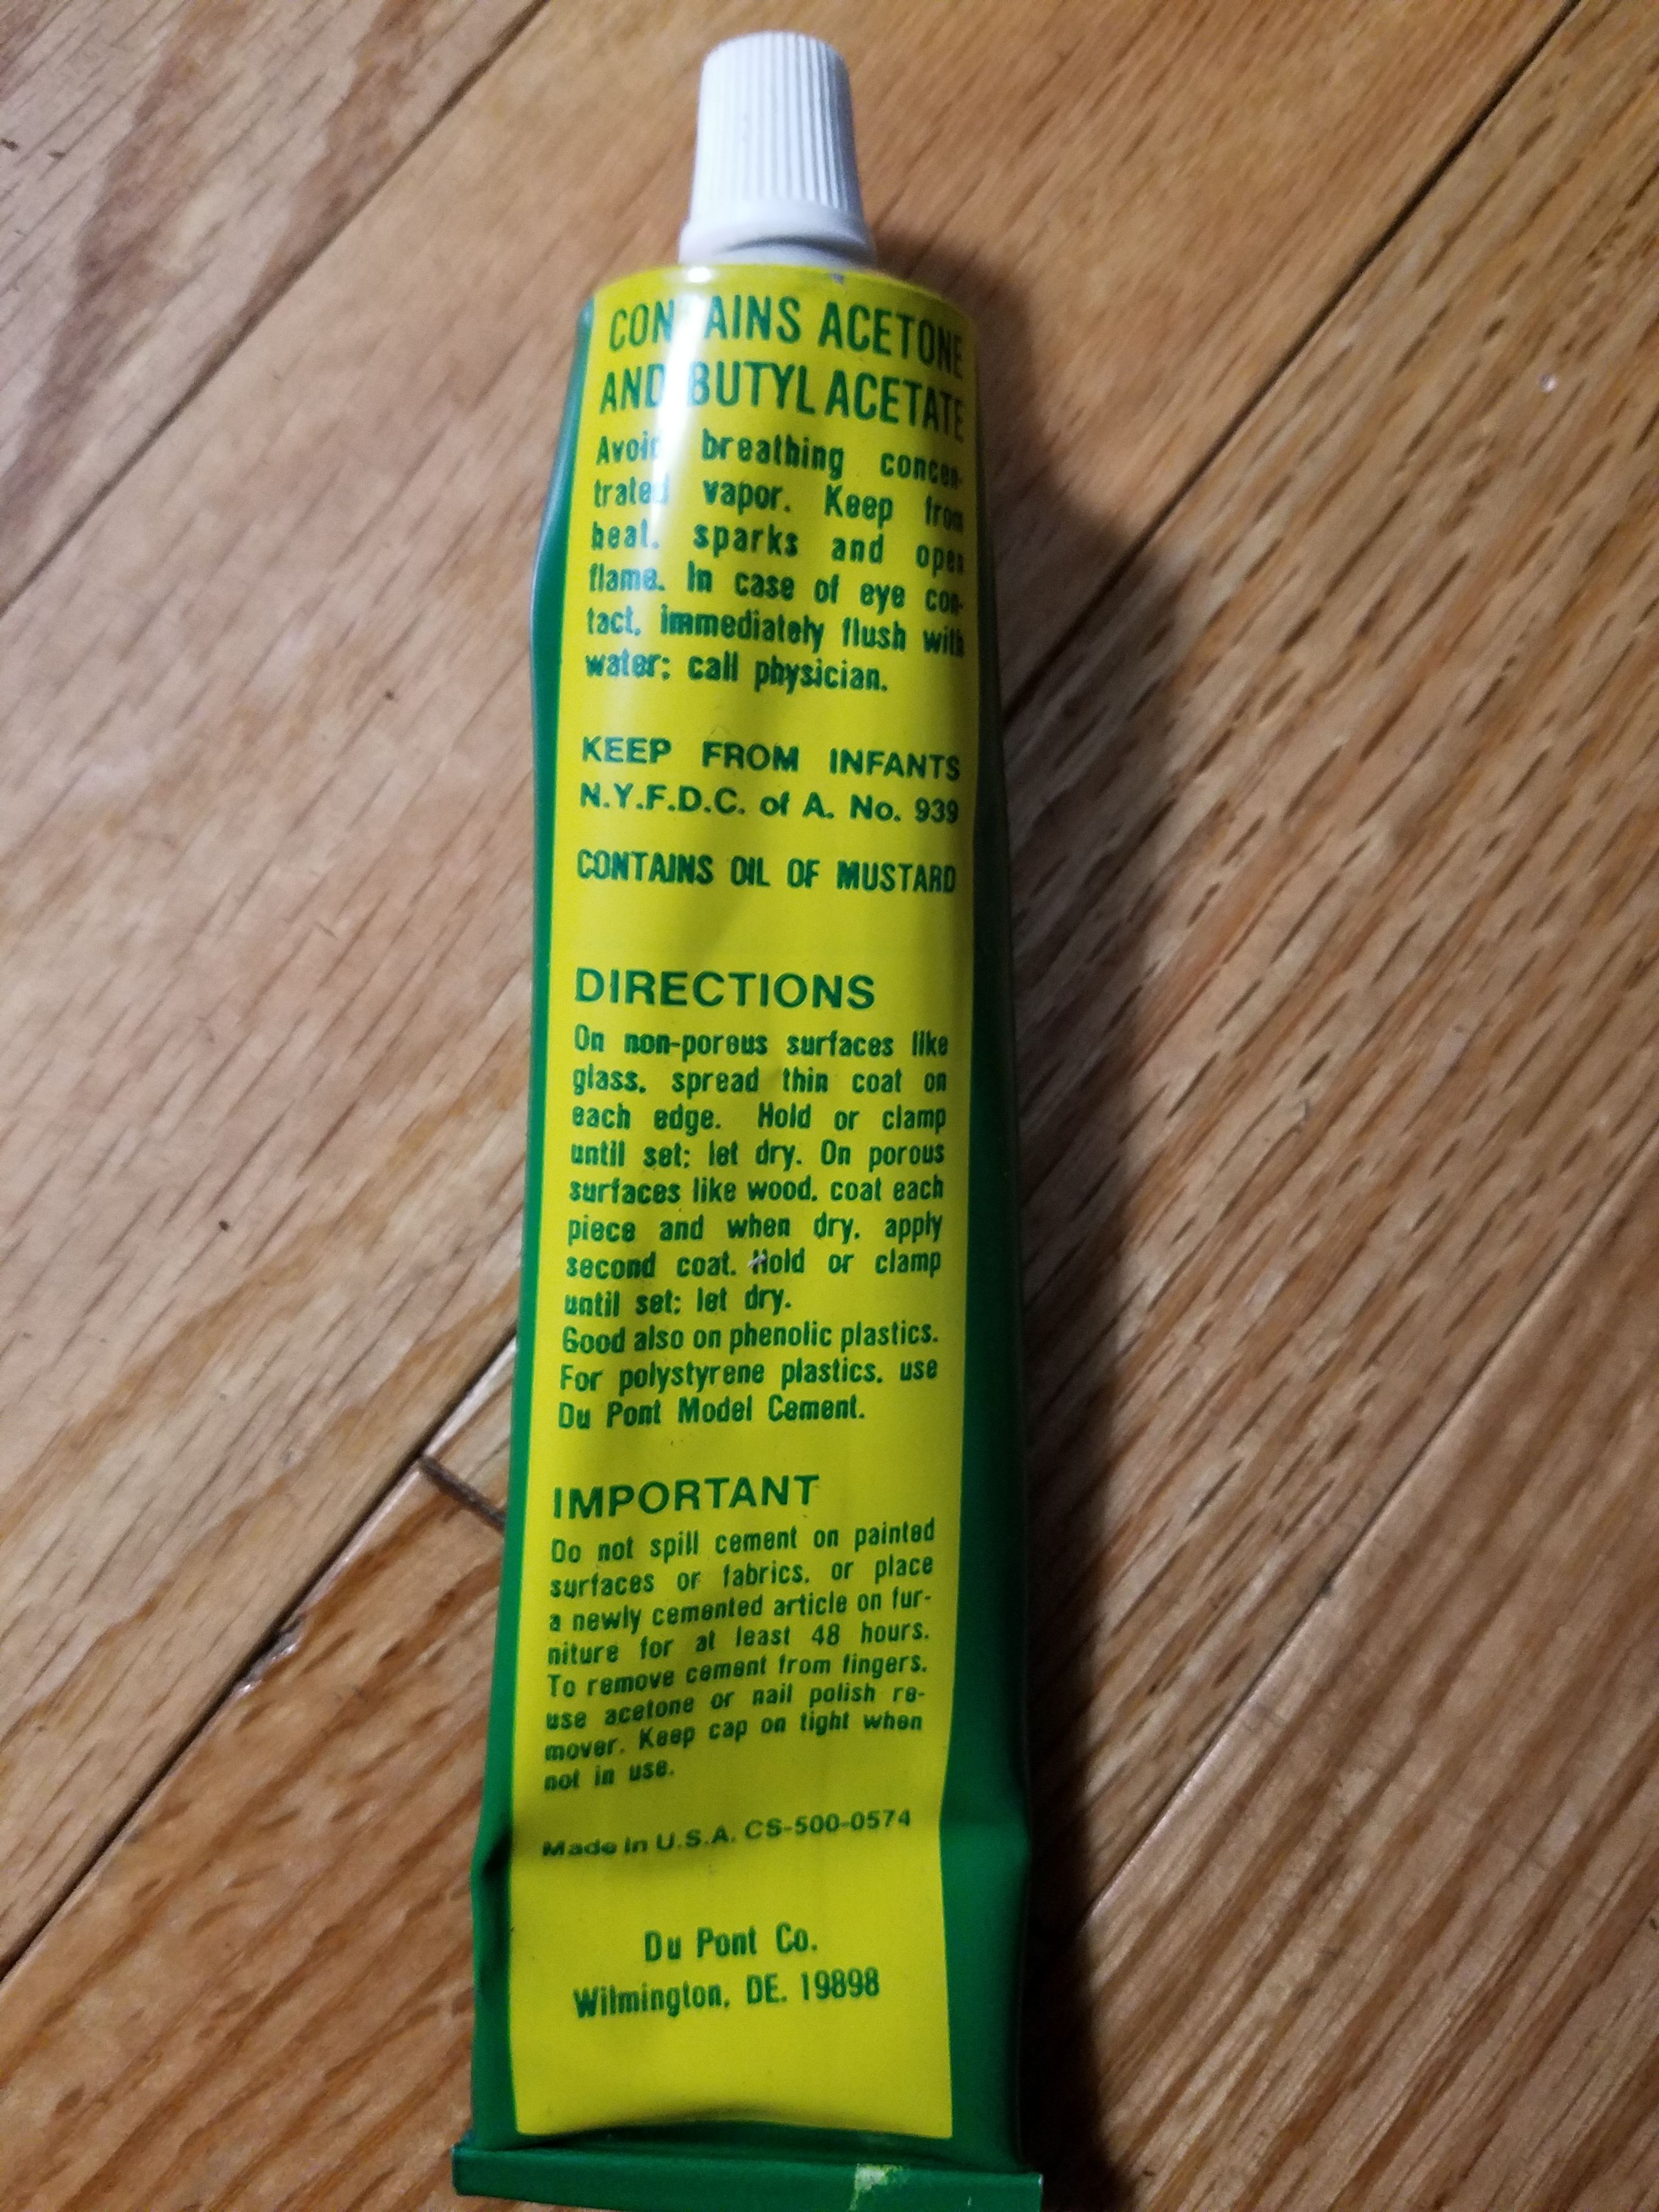 CONTAINS ACETONE
AND BUTYL ACETATE
Avoid breathing concen-
trated vapor. Keep from
heat, sparks and open
flame. In case of eye con-
tact, immediately flush with
water; call physician.
KEEP FROM INFANTS
N.Y.F.D.C. of A. No. 939
CONTAINS OIL OF MUSTARD
DIRECTIONS
On non-porous surfaces like
glass, spread thin coat on
each edge. Hold or clamp
until set; let dry. On porous
surfaces like wood, coat each
piece and when dry, apply
second coat. Hold or clamp
until set; let dry.
Good also on phenolic plastics.
For polystyrene plastics, use
Du Pont Model Cement.
IMPORTANT
Do not spill cement on painted
surfaces or fabrics, or place
a newly cemented article on fur-
niture for at least 48 hours.
To remove cement from fingers,
use acetone or nail polish re-
mover. Keep cap on tight when
not in use.
Made in U.S.A. CS-500-0574
Du Pont Co.
Wilmington, DE. 19898